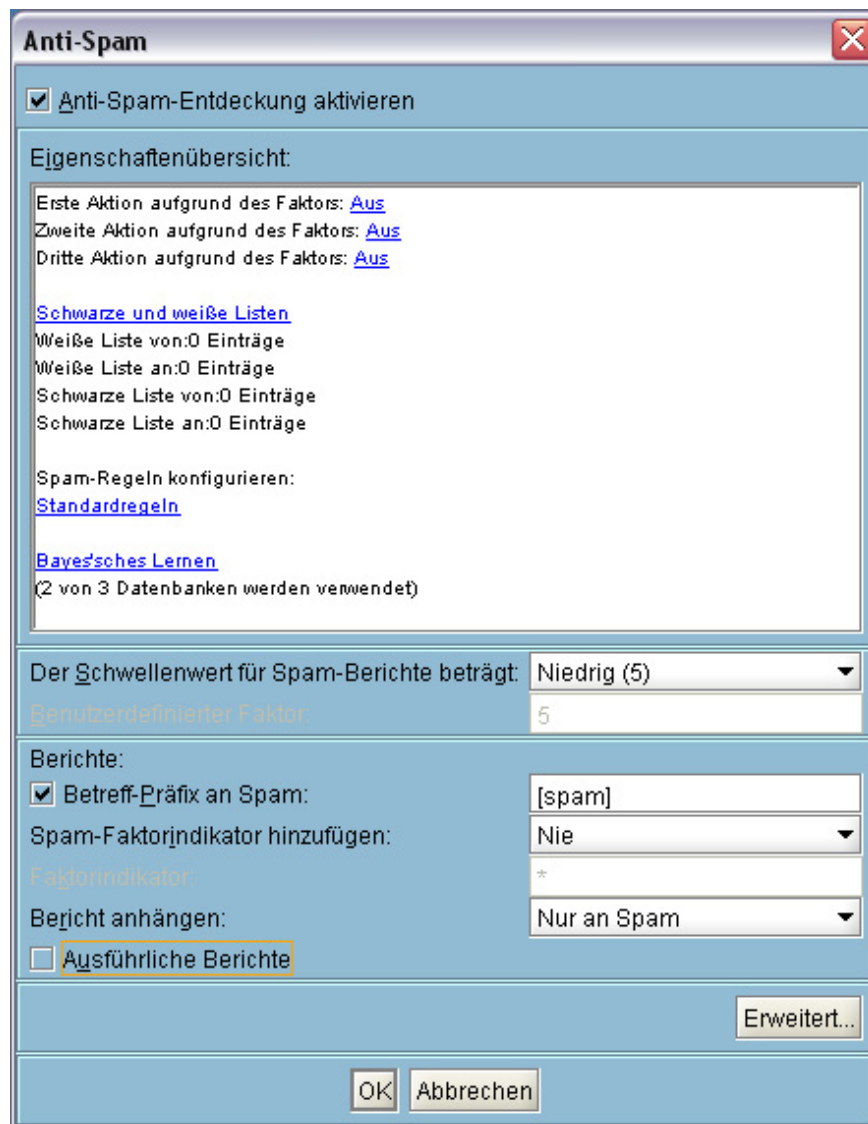 Anti-Spam
Anti-Spam-Entdeckung aktivieren
Eigenschaftenübersicht:
Erste Aktion aufgrund des Faktors: Aus
Zweite Aktion aufgrund des Faktors: Aus
Dritte Aktion aufgrund des Faktors: Aus
Schwarze und weiße Listen
Weiße Liste von:0 Einträge
Weiße Liste an:0 Einträge
Schwarze Liste von:0 Einträge
Schwarze Liste an:0 Einträge
Spam-Regeln konfigurieren:
Standardregeln
Bayes'sches Lernen
(2 von 3 Datenbanken werden verwendet)
Der Schwellenwert für Spam-Berichte beträgt: Niedrig (5)
Benutzerdefinierter Faktor: 5
Berichte:
Betreff-Präfix an Spam: [spam]
Spam-Faktorindikator hinzufügen: Nie
Faktorindikator: *
Bericht anhängen: Nur an Spam
Ausführliche Berichte
Erweitert...
OK Abbrechen